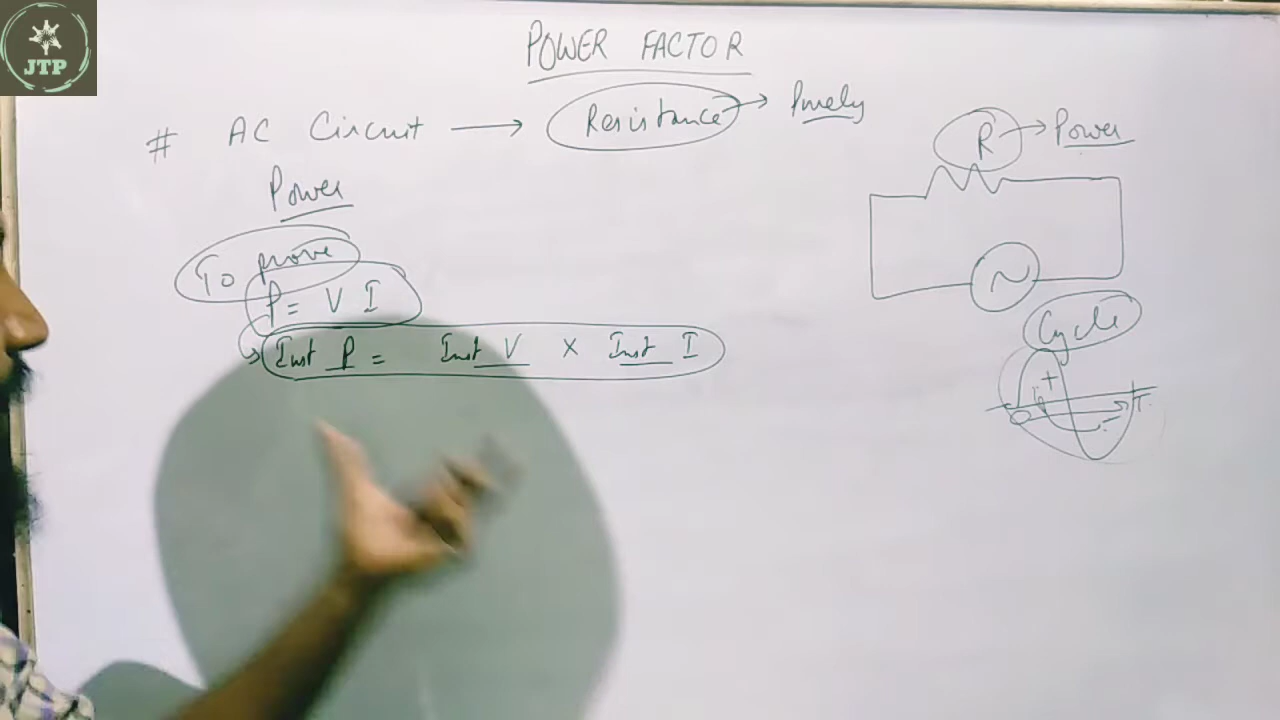 JTP
POWER FACTOR
# AC Circuit → Resistance → Purely
Power
To prove
P = V I
Inst P = Inst V × Inst I
R → Power
Cycle
+
-